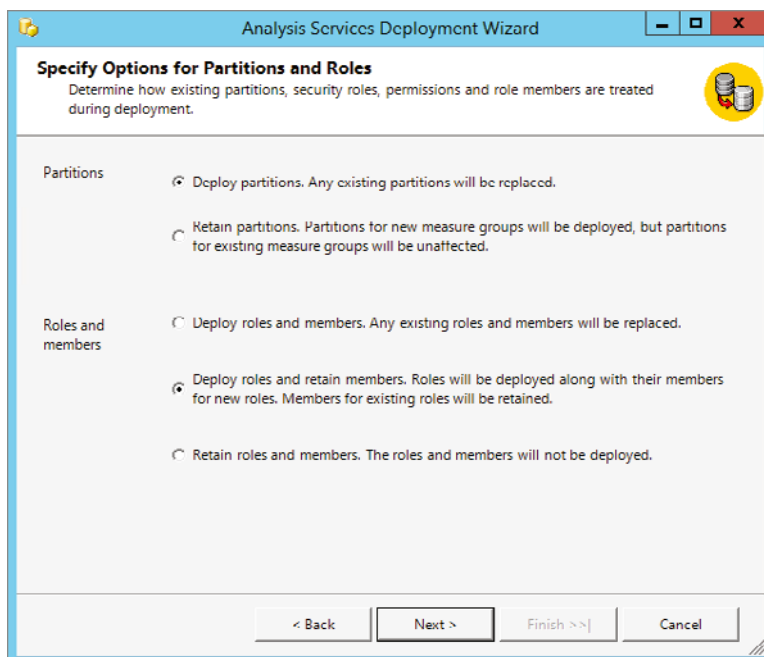 Analysis Services Deployment Wizard
Specify Options for Partitions and Roles
Determine how existing partitions, security roles, permissions and role members are treated
during deployment.
Partitions
Deploy partitions. Any existing partitions will be replaced.
Retain partitions. Partitions for new measure groups will be deployed, but partitions
for existing measure groups will be unaffected.
Roles and
members
Deploy roles and members. Any existing roles and members will be replaced.
Deploy roles and retain members. Roles will be deployed along with their members
for new roles. Members for existing roles will be retained.
Retain roles and members. The roles and members will not be deployed.
< Back
Next >
Finish >>|
Cancel